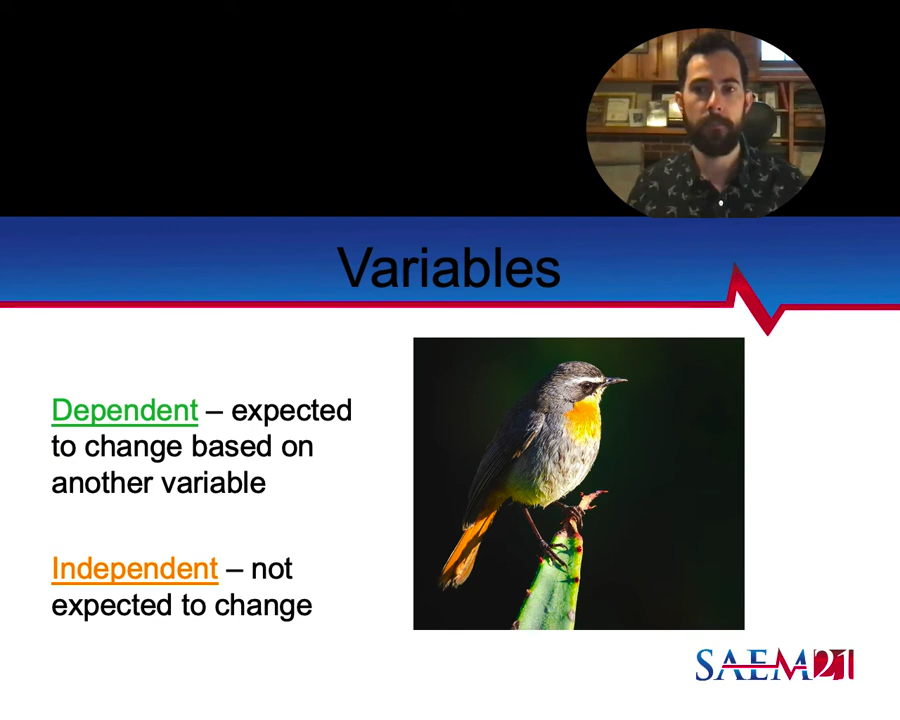 Variables
Dependent – expected
to change based on
another variable
Independent – not
expected to change
SAEM21